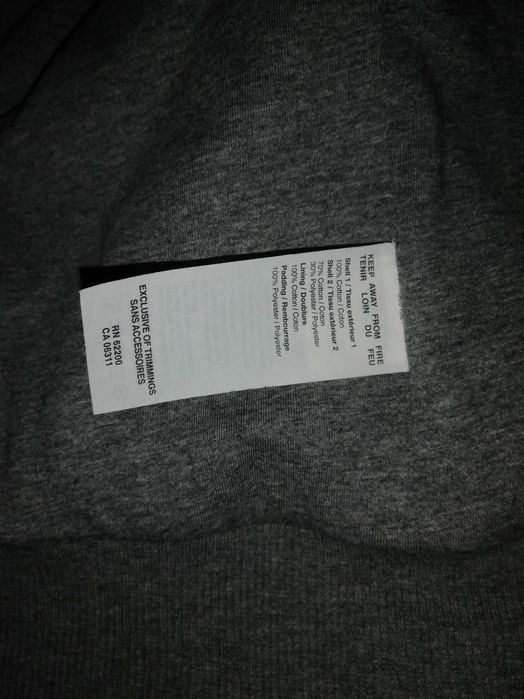 KEEP AWAY FROM FIRE
TENIR LOIN DU FEU
Shell 1 / Tissu extérieur 1
100% Cotton / Coton
Shell 2 / Tissu extérieur 2
70% Cotton / Coton
30% Polyester / Polyester
Lining / Doublure
100% Cotton / Coton
Padding / Rembourrage
100% Polyester / Polyester
EXCLUSIVE OF TRIMMINGS
SANS ACCESSOIRES
RN 62200
CA 06311